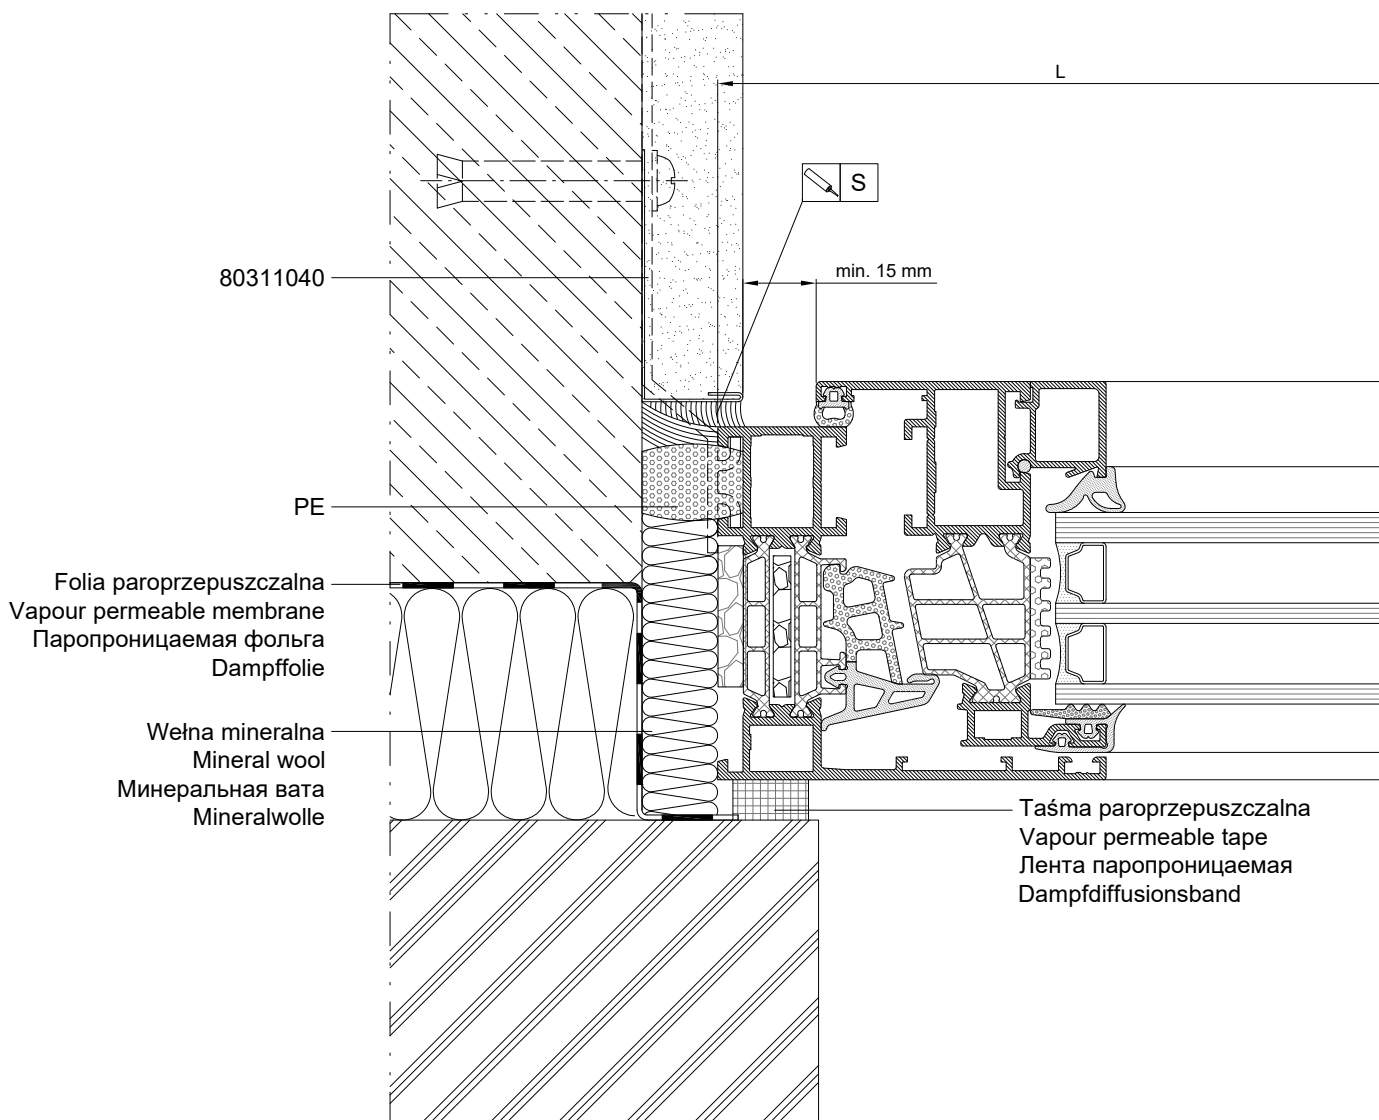 L
S
min. 15 mm
80311040
PE
Folia paroprzepuszczalna
Vapour permeable membrane
Паропроницаемая фольга
Dampffolie
Wełna mineralna
Mineral wool
Минеральная вата
Mineralwolle
Taśma paroprzepuszczalna
Vapour permeable tape
Лента паропроницаемая
Dampfdiffusionsband